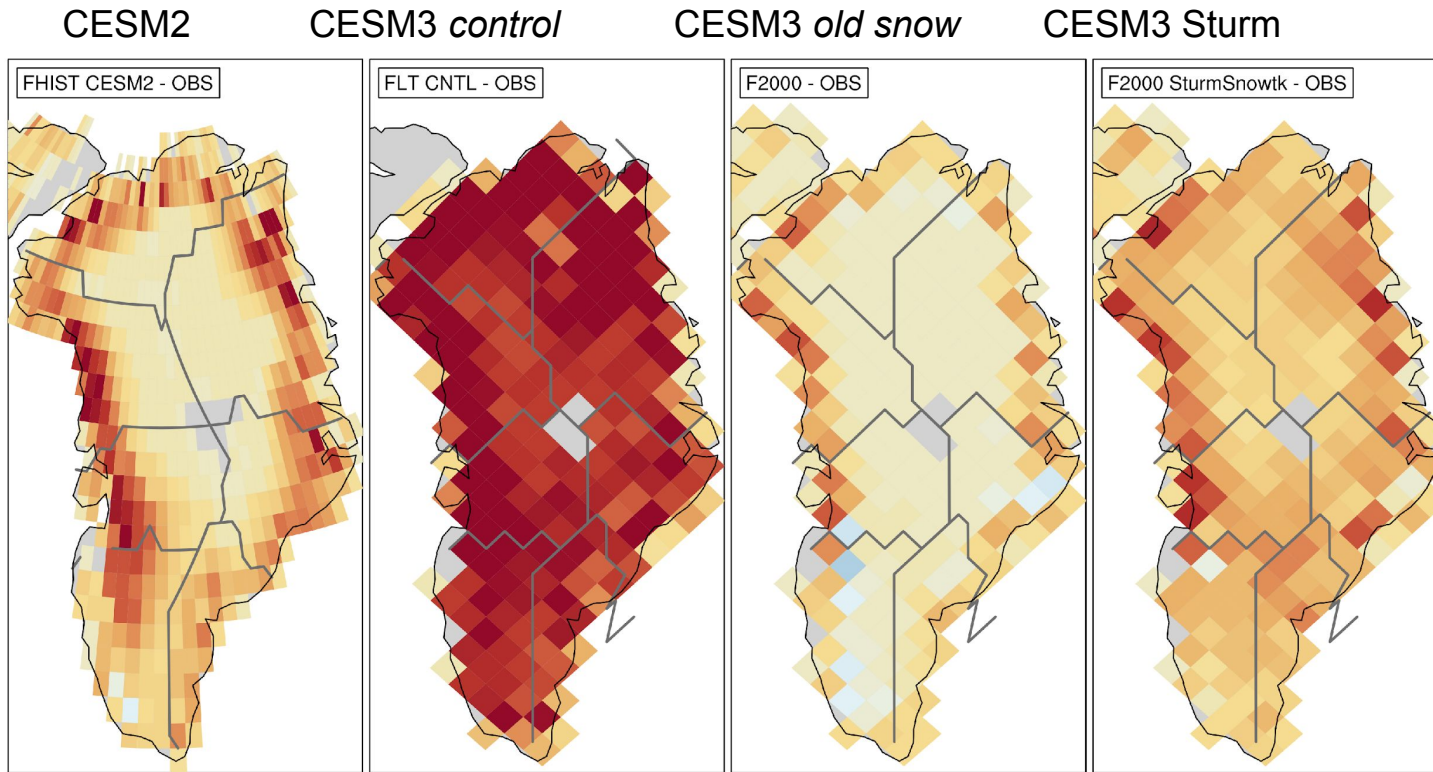 CESM2
CESM3 control
CESM3 old snow
CESM3 Sturm
FHIST CESM2 - OBS
FLT CNTL - OBS
F2000 - OBS
F2000 SturmSnowtk - OBS